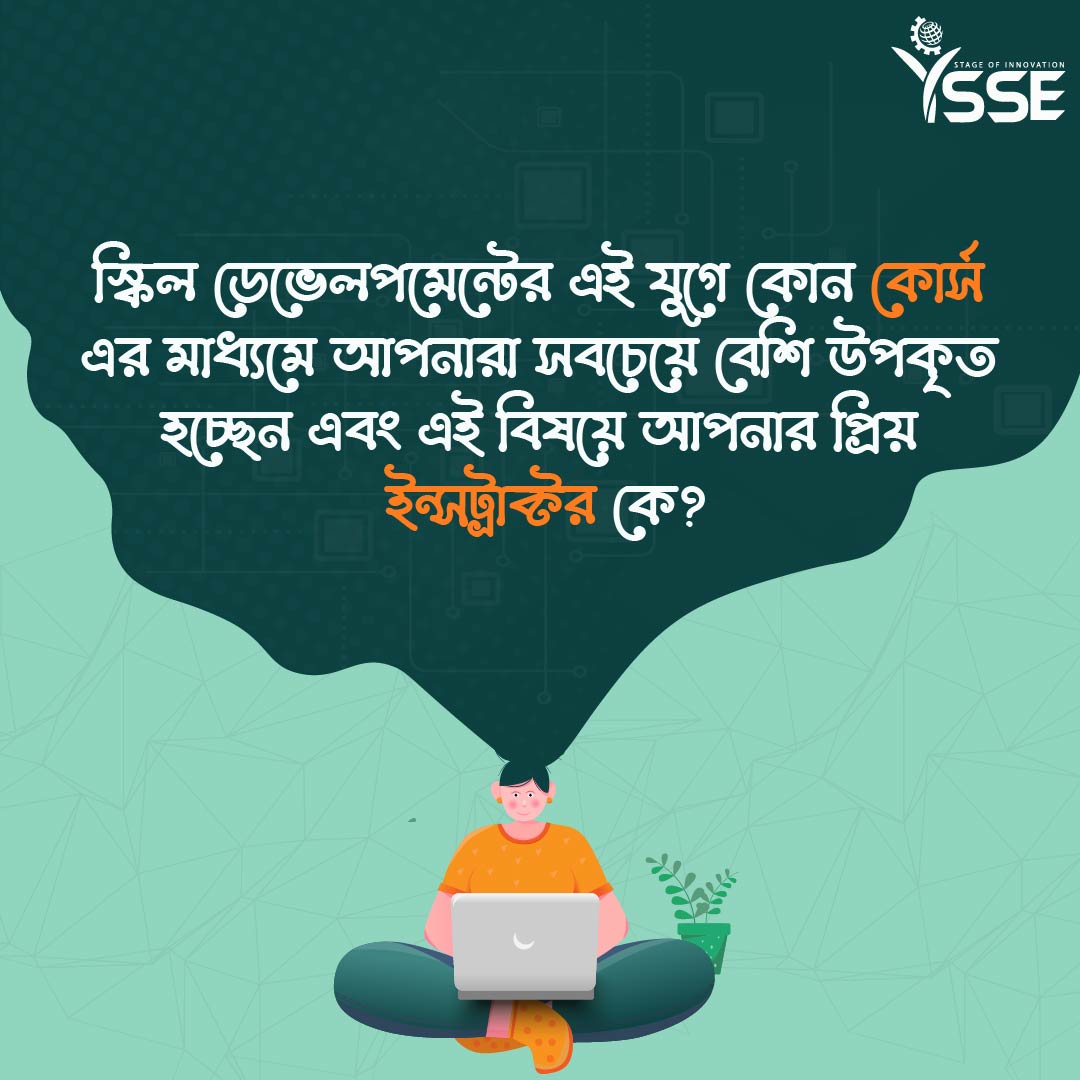 STAGE OF INNOVATION
YSSE
স্কিল ডেভেলপমেন্টের এই যুগে কোন কোর্স
এর মাধ্যমে আপনারা সবচেয়ে বেশি উপকৃত
হচ্ছেন এবং এই বিষয়ে আপনার প্রিয়
ইন্সট্রাক্টর কে?